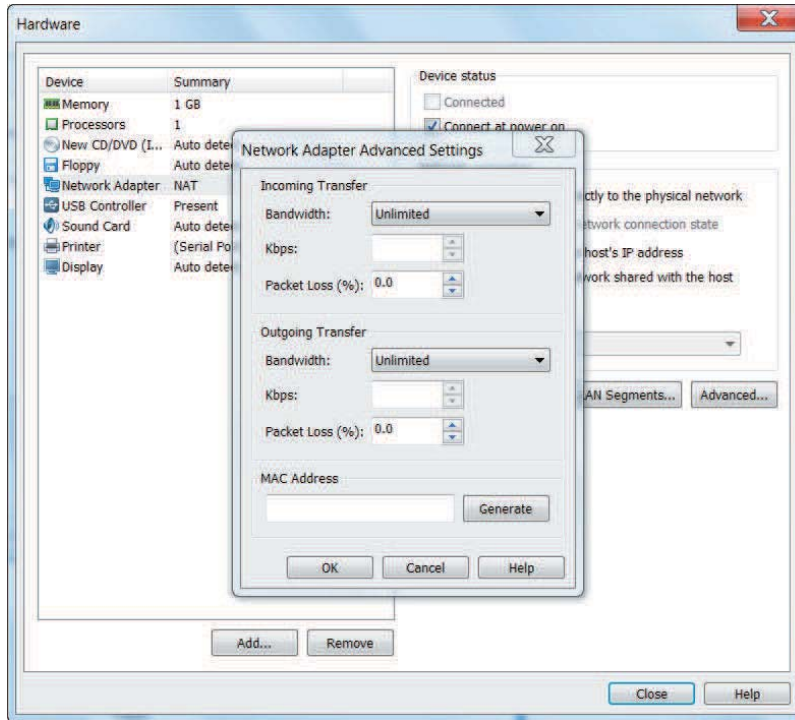 Hardware
Device Summary
Memory 1 GB
Processors 1
New CD/DVD (I... Auto dete
Floppy Auto dete
Network Adapter NAT
USB Controller Present
Sound Card Auto dete
Printer (Serial Po
Display Auto dete
Add... Remove
Device status
Connected
Connect at power on
ctly to the physical network
etwork connection state
host's IP address
work shared with the host
AN Segments... Advanced...
Network Adapter Advanced Settings
Incoming Transfer
Bandwidth: Unlimited
Kbps:
Packet Loss (%): 0.0
Outgoing Transfer
Bandwidth: Unlimited
Kbps:
Packet Loss (%): 0.0
MAC Address
Generate
OK Cancel Help
Close Help